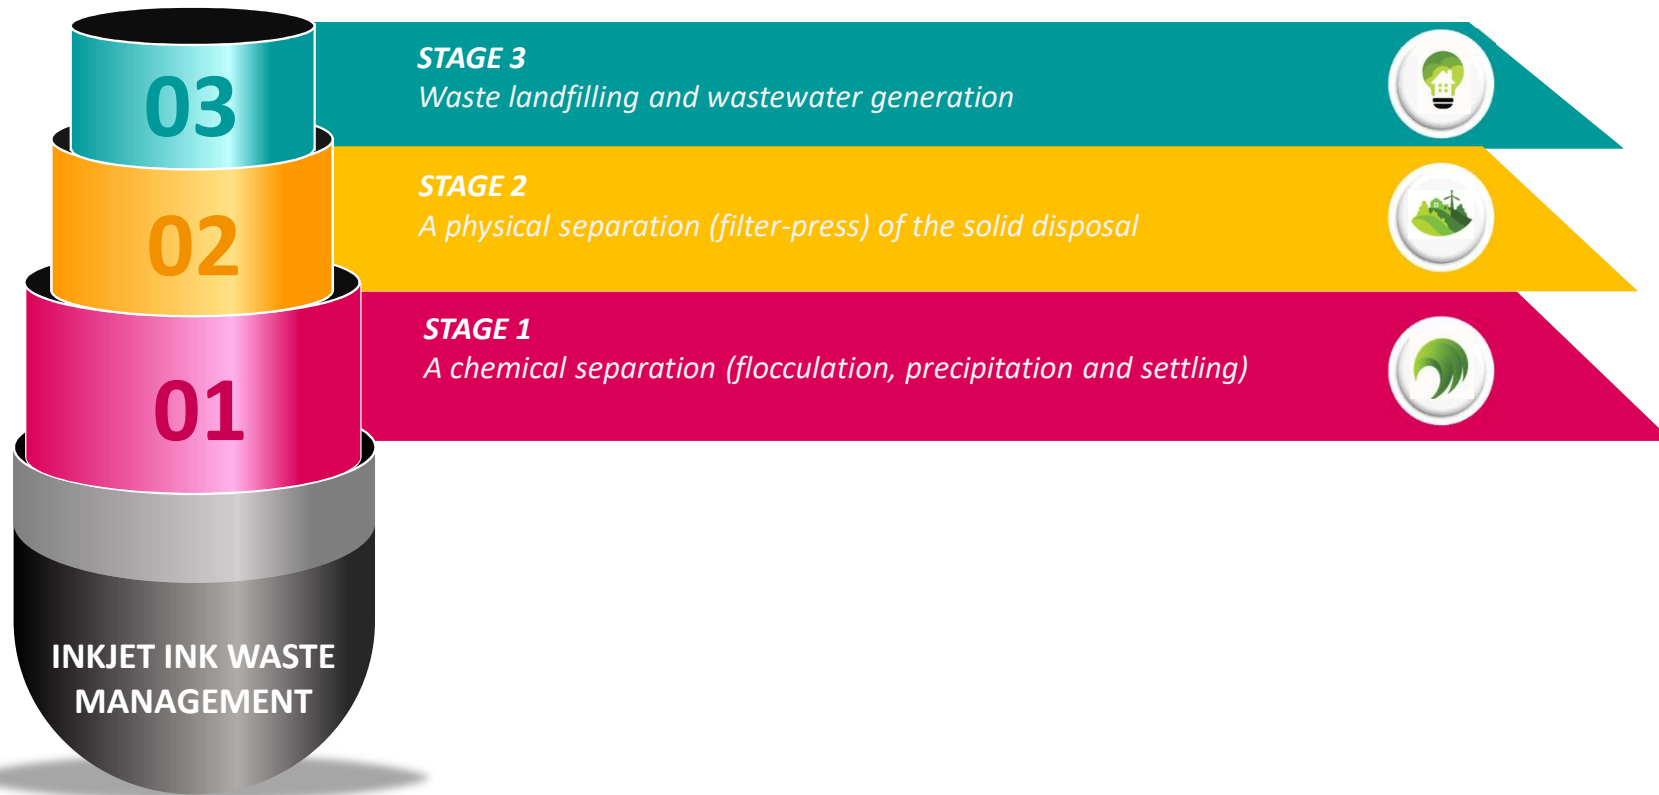 03
STAGE 3
Waste landfilling and wastewater generation
02
STAGE 2
A physical separation (filter-press) of the solid disposal
01
STAGE 1
A chemical separation (flocculation, precipitation and settling)
INKJET INK WASTE
MANAGEMENT